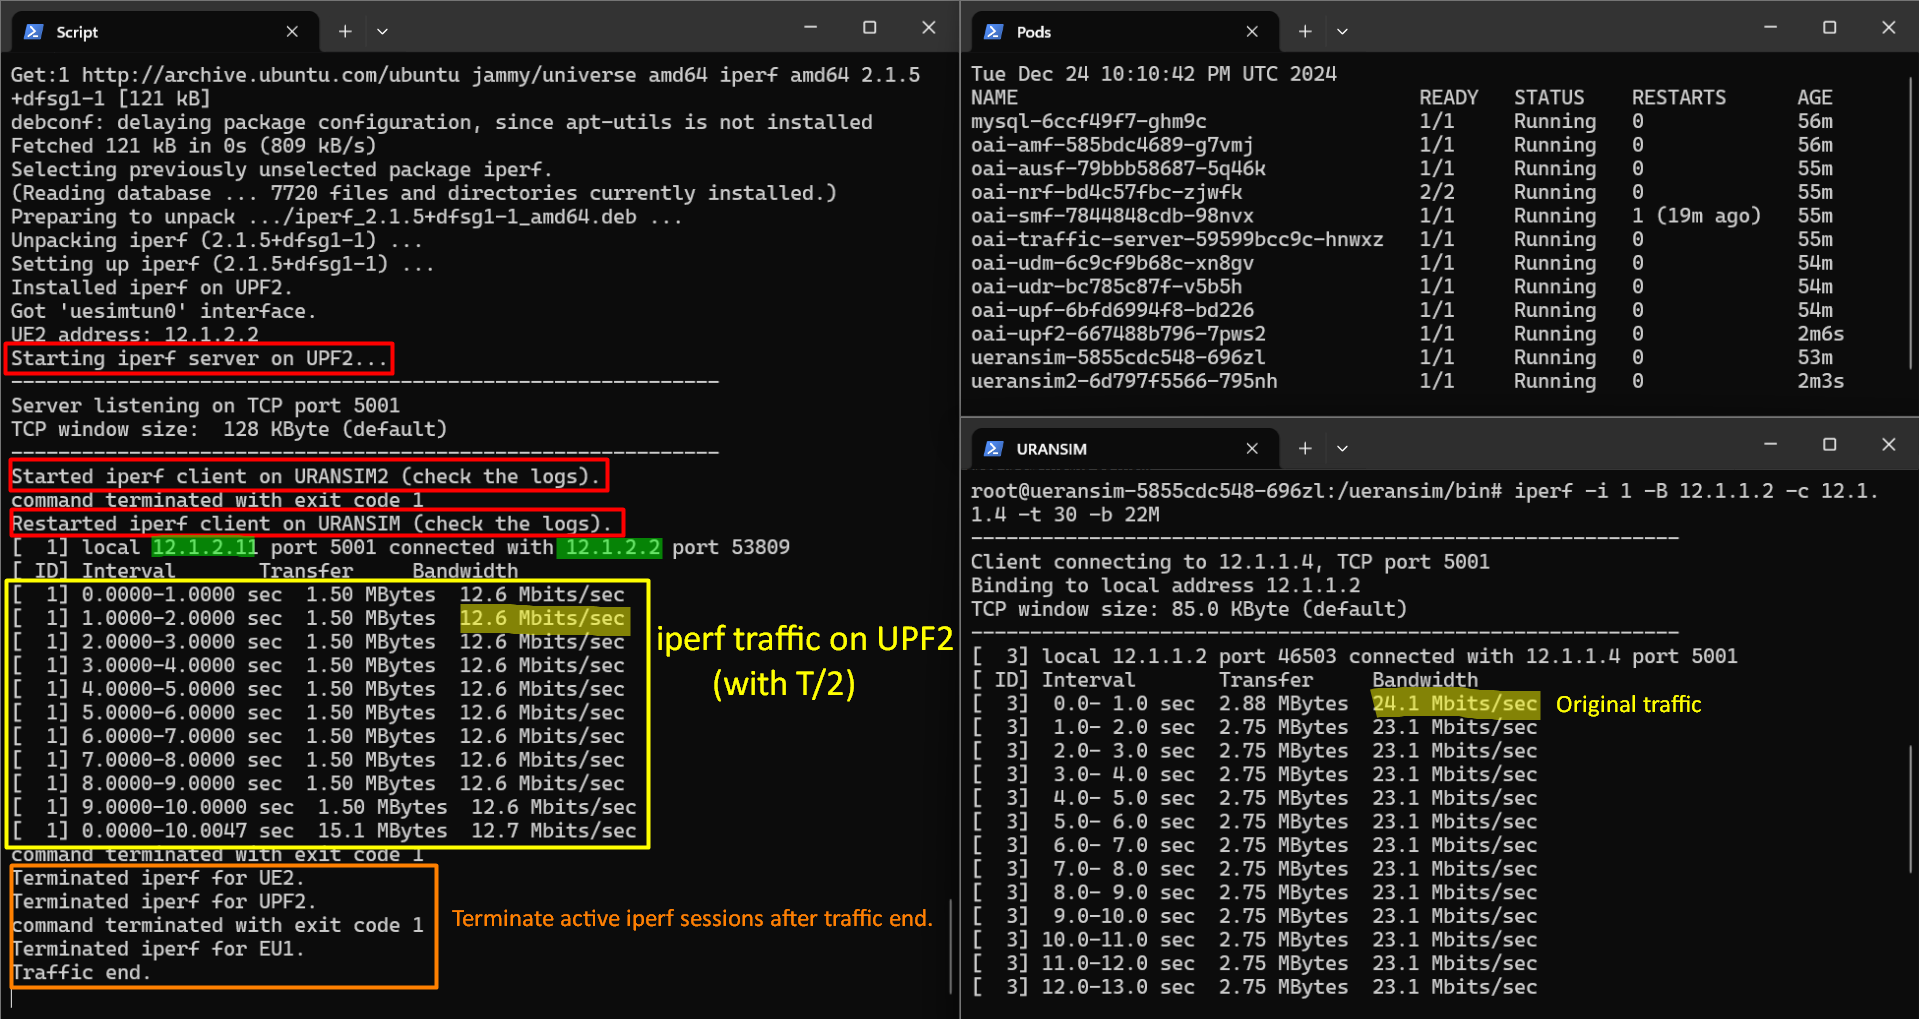 Script
Get:1 http://archive.ubuntu.com/ubuntu jammy/universe amd64 iperf amd64 2.1.5
+dfsg1-1 [121 kB]
debconf: delaying package configuration, since apt-utils is not installed
Fetched 121 kB in 0s (809 kB/s)
Selecting previously unselected package iperf.
(Reading database ... 7720 files and directories currently installed.)
Preparing to unpack .../iperf_2.1.5+dfsg1-1_amd64.deb ...
Unpacking iperf (2.1.5+dfsg1-1) ...
Setting up iperf (2.1.5+dfsg1-1) ...
Installed iperf on UPF2.
Got 'uesimtun0' interface.
UE2 address: 12.1.2.2
Starting iperf server on UPF2...
------------------------------------------------------------
Server listening on TCP port 5001
TCP window size:  128 KByte (default)
------------------------------------------------------------
Started iperf client on URANSIM2 (check the logs).
command terminated with exit code 1
Restarted iperf client on URANSIM (check the logs).
[  1] local 12.1.2.11 port 5001 connected with 12.1.2.2 port 53809
[ ID] Interval       Transfer     Bandwidth
[  1] 0.0000-1.0000 sec  1.50 MBytes  12.6 Mbits/sec
[  1] 1.0000-2.0000 sec  1.50 MBytes  12.6 Mbits/sec
[  1] 2.0000-3.0000 sec  1.50 MBytes  12.6 Mbits/sec
[  1] 3.0000-4.0000 sec  1.50 MBytes  12.6 Mbits/sec
[  1] 4.0000-5.0000 sec  1.50 MBytes  12.6 Mbits/sec
[  1] 5.0000-6.0000 sec  1.50 MBytes  12.6 Mbits/sec
[  1] 6.0000-7.0000 sec  1.50 MBytes  12.6 Mbits/sec
[  1] 7.0000-8.0000 sec  1.50 MBytes  12.6 Mbits/sec
[  1] 8.0000-9.0000 sec  1.50 MBytes  12.6 Mbits/sec
[  1] 9.0000-10.0000 sec  1.50 MBytes  12.6 Mbits/sec
[  1] 0.0000-10.0047 sec  15.1 MBytes  12.7 Mbits/sec
iperf traffic on UPF2
(with T/2)
command terminated with exit code 1
Terminated iperf for UE2.
Terminated iperf for UPF2.
command terminated with exit code 1
Terminated iperf for EU1.
Traffic end.
Terminate active iperf sessions after traffic end.
Pods
Tue Dec 24 10:10:42 PM UTC 2024
NAME READY STATUS RESTARTS AGE
mysql-6ccf49f7-ghm9c 1/1 Running 0 56m
oai-amf-585bdc4689-g7vmj 1/1 Running 0 56m
oai-ausf-79bbb58687-5q46k 1/1 Running 0 55m
oai-nrf-bd4c57fbc-zjwfk 2/2 Running 0 55m
oai-smf-7844848cdb-98nvx 1/1 Running 1 (19m ago) 55m
oai-traffic-server-59599bcc9c-hnwxz 1/1 Running 0 55m
oai-udm-6c9cf9b68c-xn8gv 1/1 Running 0 54m
oai-udr-bc785c87f-v5b5h 1/1 Running 0 54m
oai-upf-6bfd6994f8-bd226 1/1 Running 0 54m
oai-upf2-667488b796-7pws2 1/1 Running 0 2m6s
ueransim-5855cdc548-696zl 1/1 Running 0 53m
ueransim2-6d797f5566-795nh 1/1 Running 0 2m3s
URANSIM
root@ueransim-5855cdc548-696zl:/ueransim/bin# iperf -i 1 -B 12.1.1.2 -c 12.1.
1.4 -t 30 -b 22M
------------------------------------------------------------
Client connecting to 12.1.1.4, TCP port 5001
Binding to local address 12.1.1.2
TCP window size: 85.0 KByte (default)
------------------------------------------------------------
[  3] local 12.1.1.2 port 46503 connected with 12.1.1.4 port 5001
[ ID] Interval       Transfer     Bandwidth
[  3]  0.0- 1.0 sec  2.88 MBytes  24.1 Mbits/sec Original traffic
[  3]  1.0- 2.0 sec  2.75 MBytes  23.1 Mbits/sec
[  3]  2.0- 3.0 sec  2.75 MBytes  23.1 Mbits/sec
[  3]  3.0- 4.0 sec  2.75 MBytes  23.1 Mbits/sec
[  3]  4.0- 5.0 sec  2.75 MBytes  23.1 Mbits/sec
[  3]  5.0- 6.0 sec  2.75 MBytes  23.1 Mbits/sec
[  3]  6.0- 7.0 sec  2.75 MBytes  23.1 Mbits/sec
[  3]  7.0- 8.0 sec  2.75 MBytes  23.1 Mbits/sec
[  3]  8.0- 9.0 sec  2.75 MBytes  23.1 Mbits/sec
[  3]  9.0-10.0 sec  2.75 MBytes  23.1 Mbits/sec
[  3] 10.0-11.0 sec  2.75 MBytes  23.1 Mbits/sec
[  3] 11.0-12.0 sec  2.75 MBytes  23.1 Mbits/sec
[  3] 12.0-13.0 sec  2.75 MBytes  23.1 Mbits/sec